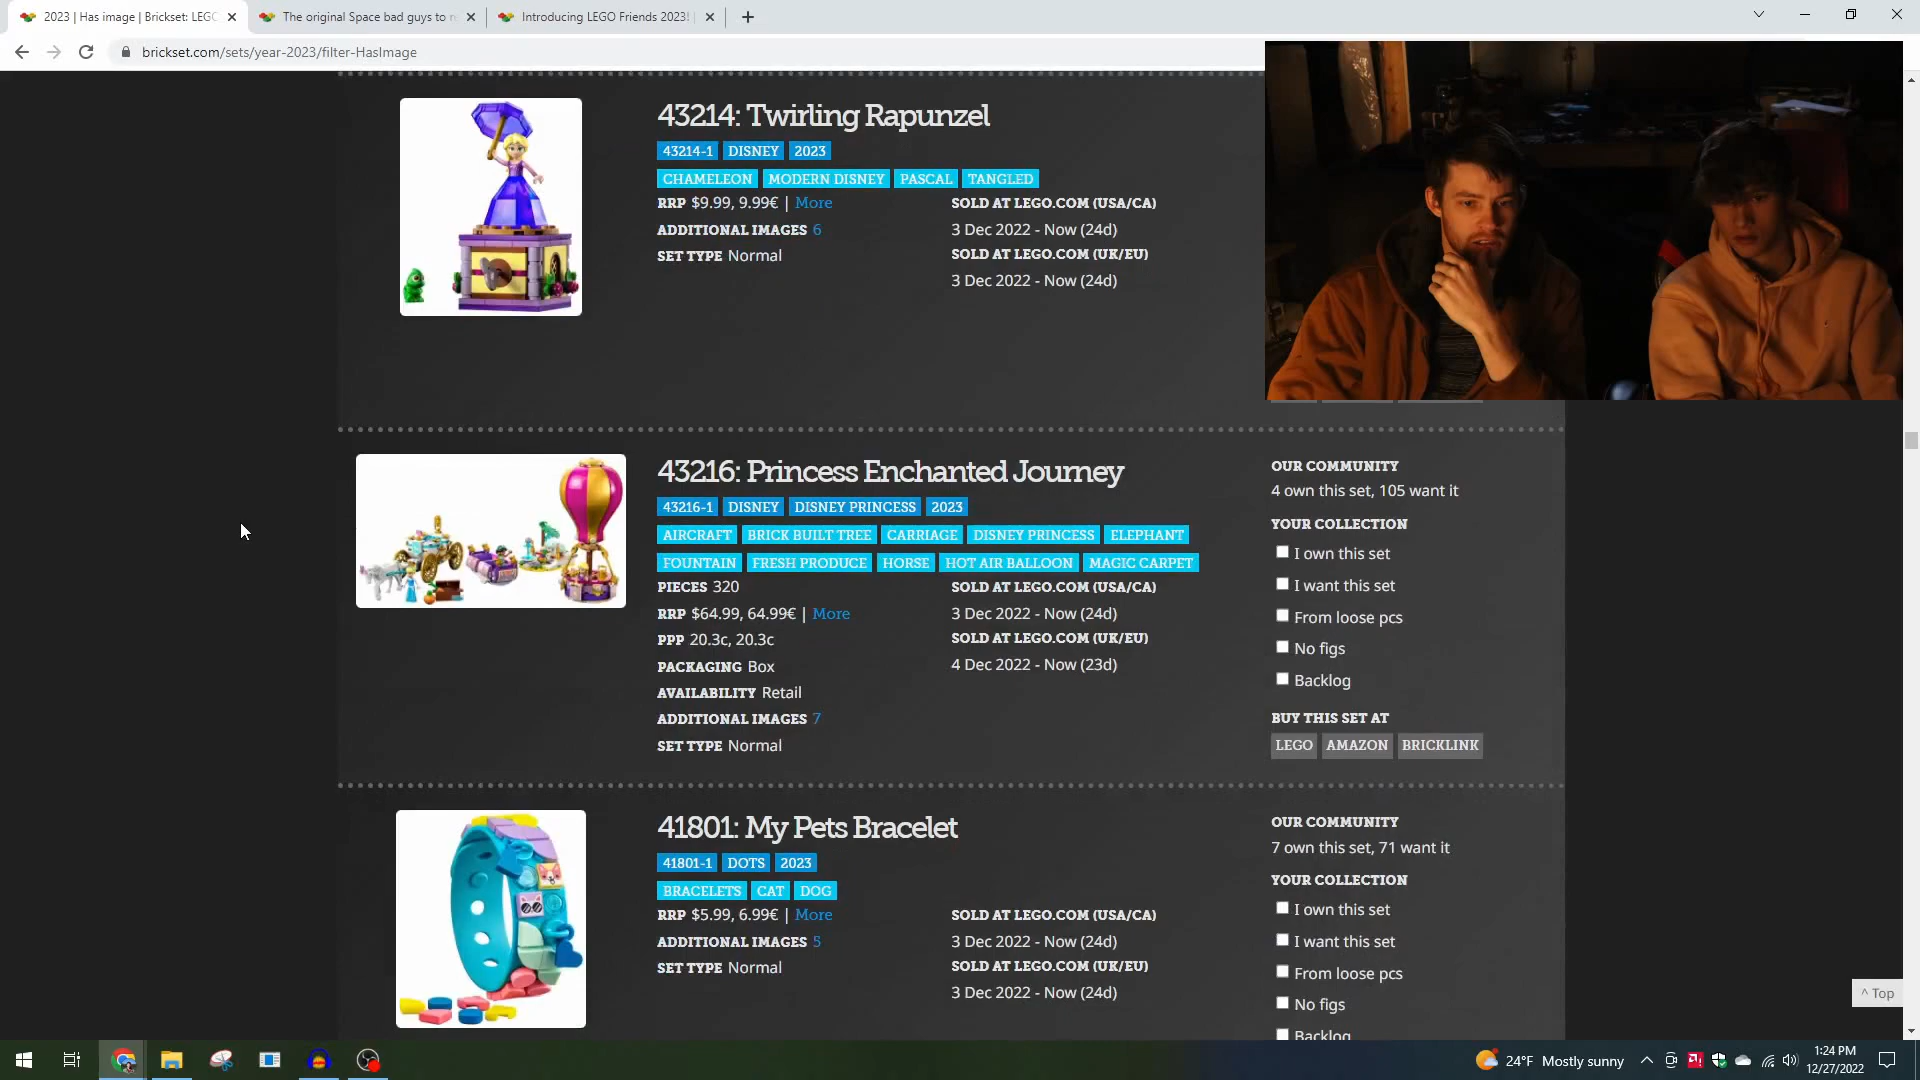 2023 | Has image | Brickset: LEGO
The original Space bad guys to r
Introducing LEGO Friends 2023!
brickset.com/sets/year-2023/filter-HasImage
43214: Twirling Rapunzel
43214-1 DISNEY 2023
CHAMELEON MODERN DISNEY PASCAL TANGLED
RRP $9.99, 9.99€ | More
ADDITIONAL IMAGES 6
SET TYPE Normal
SOLD AT LEGO.COM (USA/CA)
3 Dec 2022 - Now (24d)
SOLD AT LEGO.COM (UK/EU)
3 Dec 2022 - Now (24d)
43216: Princess Enchanted Journey
43216-1 DISNEY DISNEY PRINCESS 2023
AIRCRAFT BRICK BUILT TREE CARRIAGE DISNEY PRINCESS ELEPHANT
FOUNTAIN FRESH PRODUCE HORSE HOT AIR BALLOON MAGIC CARPET
PIECES 320
RRP $64.99, 64.99€ | More
PPP 20.3c, 20.3c
PACKAGING Box
AVAILABILITY Retail
ADDITIONAL IMAGES 7
SET TYPE Normal
SOLD AT LEGO.COM (USA/CA)
3 Dec 2022 - Now (24d)
SOLD AT LEGO.COM (UK/EU)
4 Dec 2022 - Now (23d)
OUR COMMUNITY
4 own this set, 105 want it
YOUR COLLECTION
I own this set
I want this set
From loose pcs
No figs
Backlog
BUY THIS SET AT
LEGO AMAZON BRICKLINK
41801: My Pets Bracelet
41801-1 DOTS 2023
BRACELETS CAT DOG
RRP $5.99, 6.99€ | More
ADDITIONAL IMAGES 5
SET TYPE Normal
SOLD AT LEGO.COM (USA/CA)
3 Dec 2022 - Now (24d)
SOLD AT LEGO.COM (UK/EU)
3 Dec 2022 - Now (24d)
OUR COMMUNITY
7 own this set, 71 want it
YOUR COLLECTION
I own this set
I want this set
From loose pcs
No figs
Backlog
^ Top
24°F Mostly sunny
1:24 PM
12/27/2022